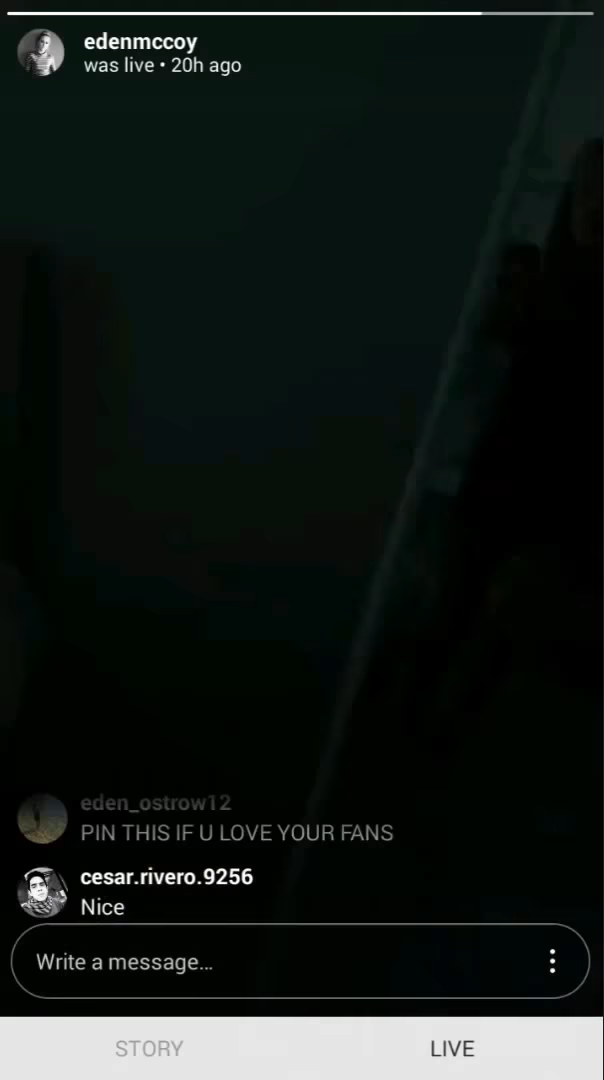 edenmccoy
was live • 20h ago
eden_ostrow12
PIN THIS IF U LOVE YOUR FANS
cesar.rivero.9256
Nice
Write a message...
STORY
LIVE